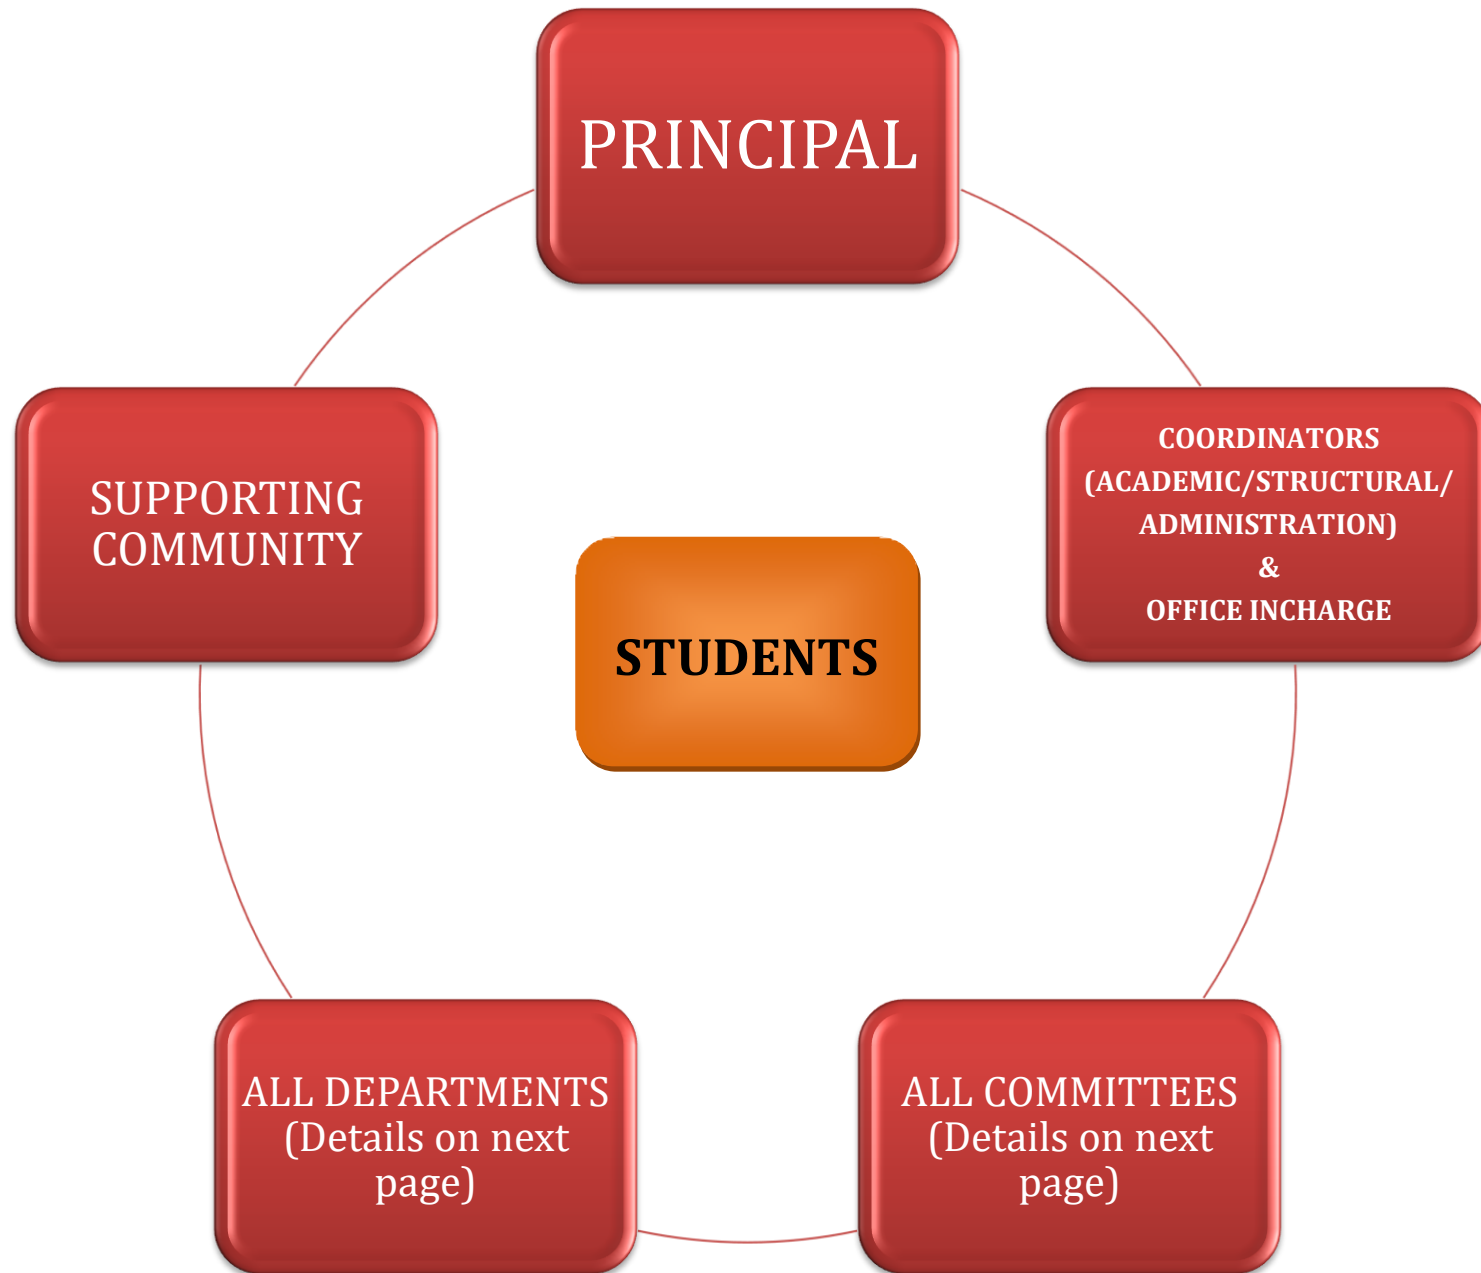 PRINCIPAL
SUPPORTING
COMMUNITY
COORDINATORS
(ACADEMIC/STRUCTURAL/
ADMINISTRATION)
&
OFFICE INCHARGE
STUDENTS
ALL DEPARTMENTS
(Details on next
page)
ALL COMMITTEES
(Details on next
page)